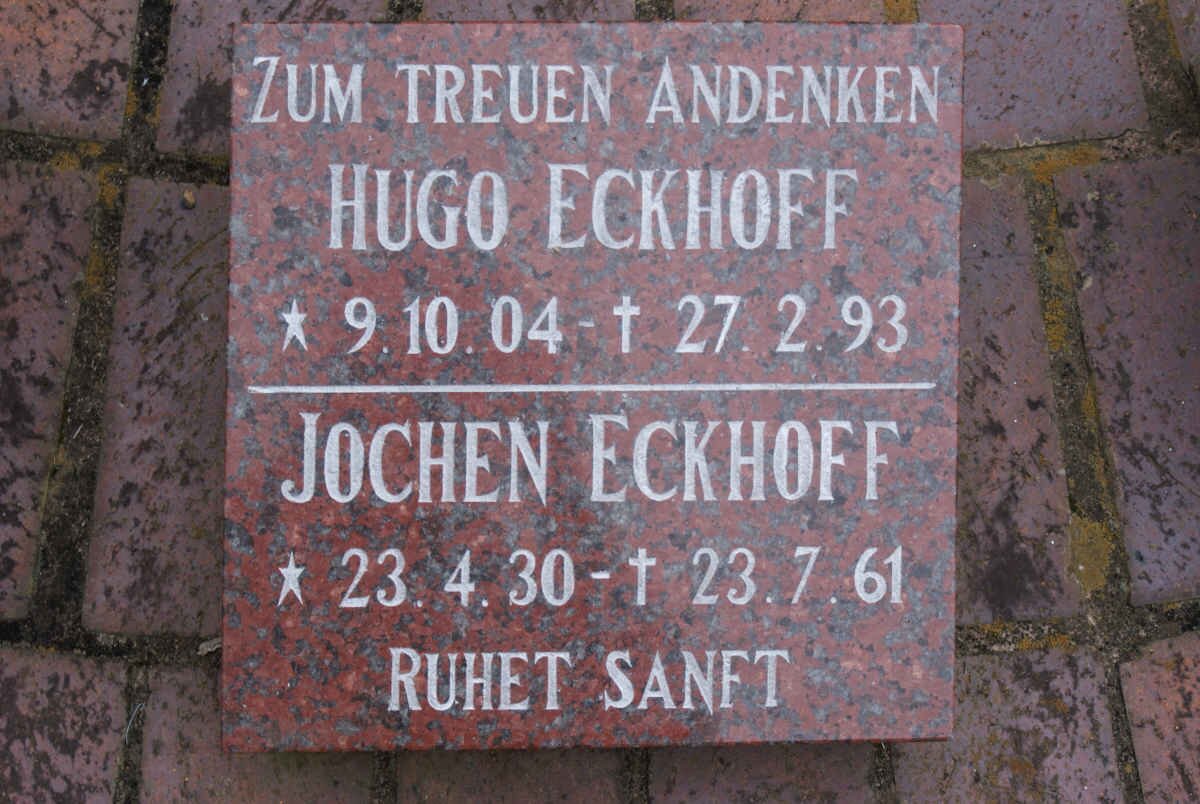 ZUM TREUEN ANDENKEN
HUGO ECKHOFF
★ 9.10.04 - † 27.2.93
JOCHEN ECKHOFF
★ 23.4.30 - † 23.7.61
RUHET SANFT